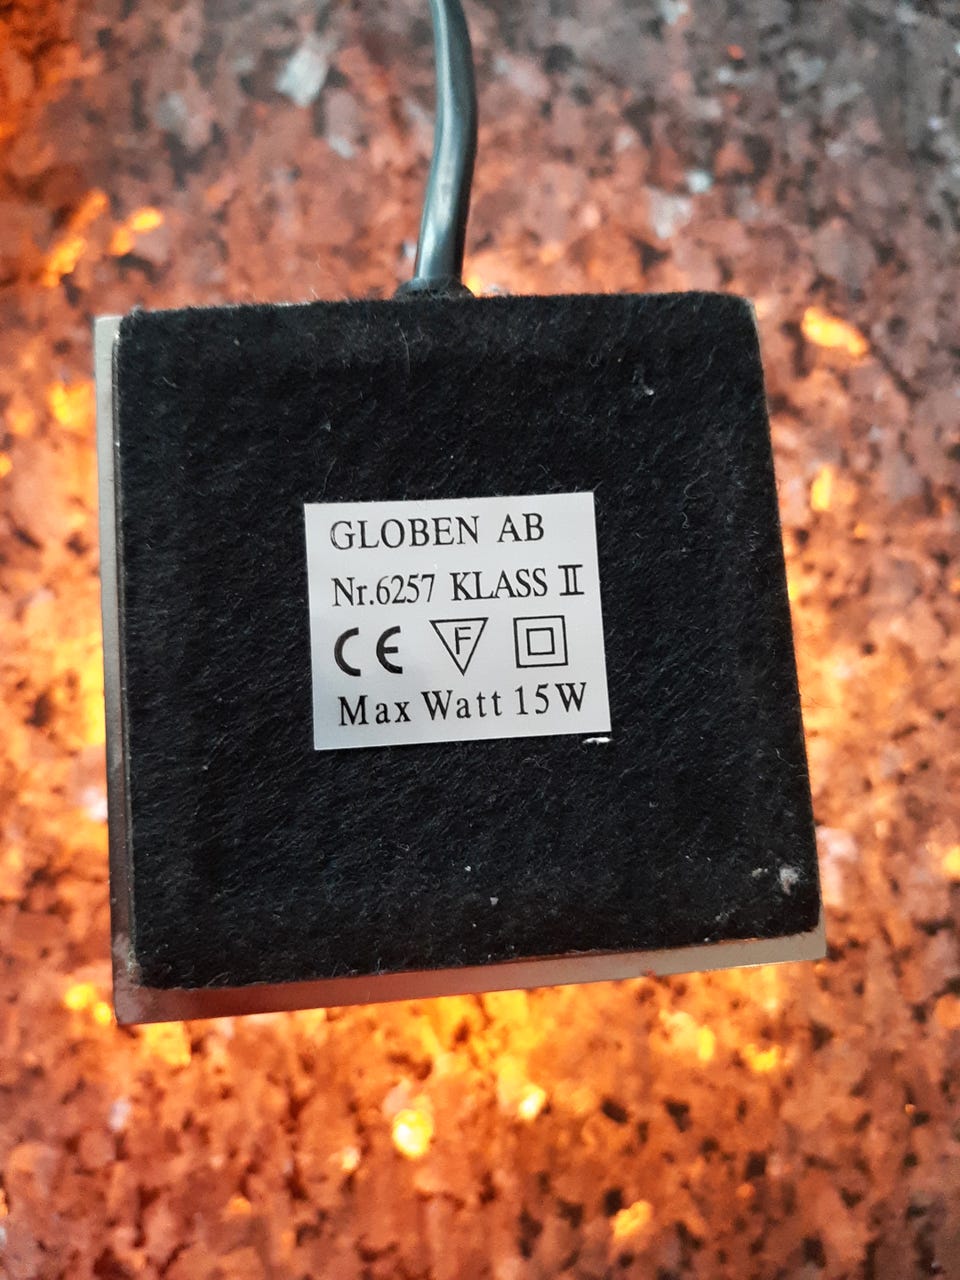 GLOBEN AB
Nr.6257 KLASS II
CE F
Max Watt 15W